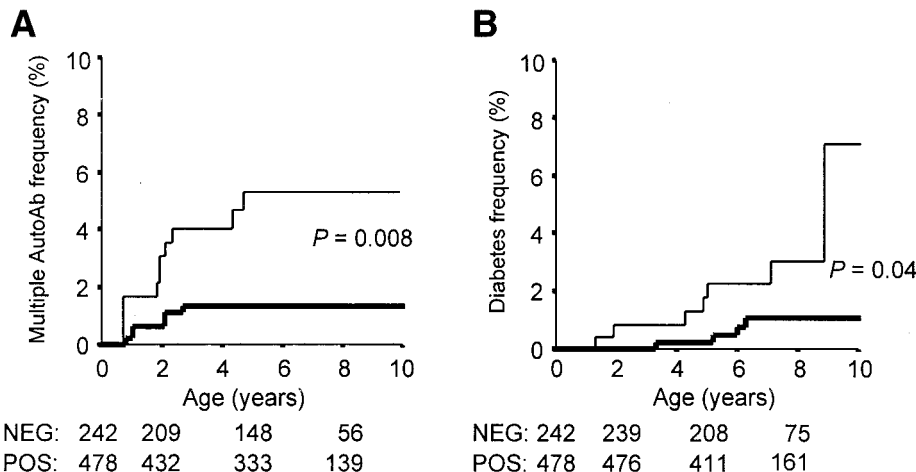 A
Multiple AutoAb frequency (%)
10
8
6
4
2
0
P = 0.008
0 2 4 6 8 10
Age (years)
NEG: 242 209 148 56
POS: 478 432 333 139
B
Diabetes frequency (%)
10
8
6
4
2
0
P = 0.04
0 2 4 6 8 10
Age (years)
NEG: 242 239 208 75
POS: 478 476 411 161